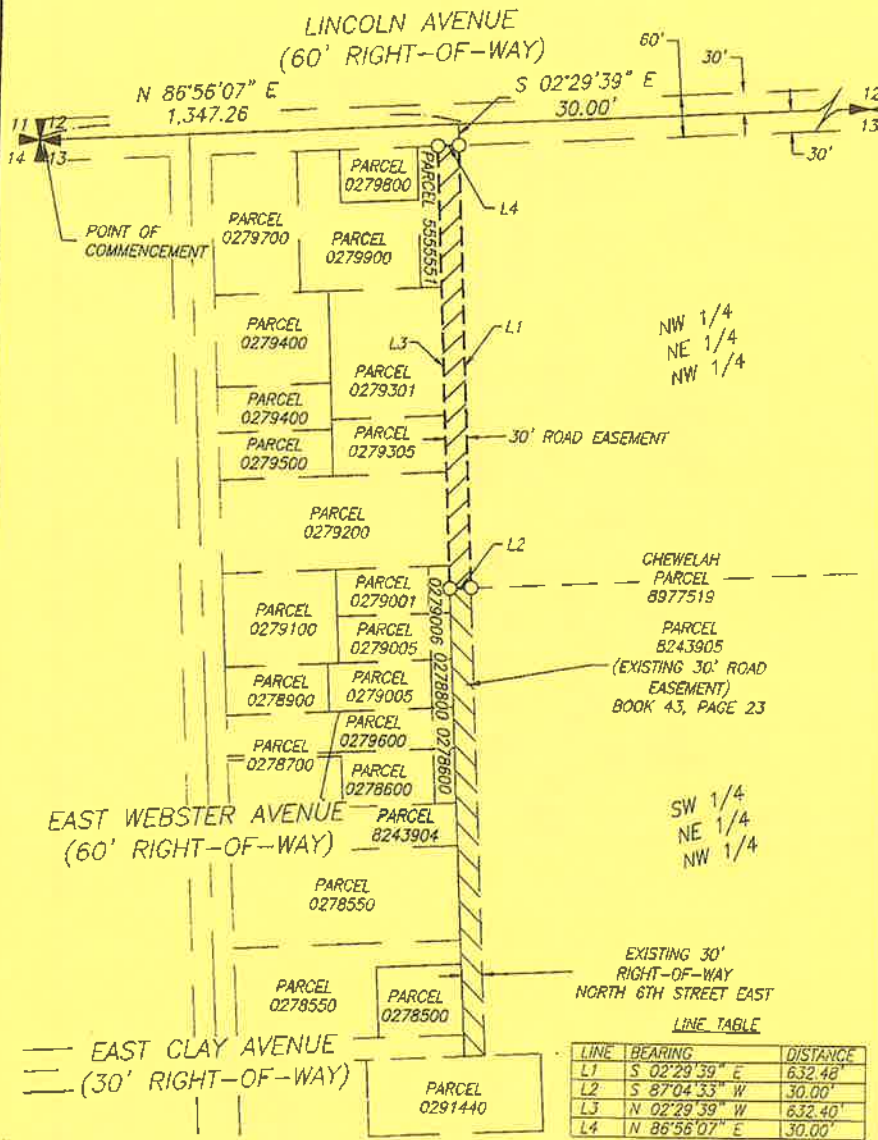 LINCOLN AVENUE
(60' RIGHT-OF-WAY)
60'
30'
N 86°56'07" E
1,347.26
S 02°29'39" E
30.00'
11 12
14 13
12
13
30'
POINT OF
COMMENCEMENT
PARCEL
0279800
PARCEL 5555551
L4
PARCEL
0279700
PARCEL
0279900
NW 1/4
NE 1/4
NW 1/4
PARCEL
0279400
L3
L1
PARCEL
0279301
PARCEL
0279400
PARCEL
0279305
30' ROAD EASEMENT
PARCEL
0279500
PARCEL
0279200
L2
CHEWELAH
PARCEL
8977519
PARCEL
0279001
PARCEL
0279100
PARCEL
0279005
0279006 0278800 0278600
PARCEL
8243905
(EXISTING 30' ROAD
EASEMENT)
BOOK 43, PAGE 23
PARCEL
0278900
PARCEL
0279005
PARCEL
0279600
PARCEL
0278700
PARCEL
0278600
EAST WEBSTER AVENUE
(60' RIGHT-OF-WAY)
PARCEL
8243904
SW 1/4
NE 1/4
NW 1/4
PARCEL
0278550
EXISTING 30'
RIGHT-OF-WAY
NORTH 6TH STREET EAST
PARCEL
0278550
PARCEL
0278500
EAST CLAY AVENUE
(30' RIGHT-OF-WAY)
PARCEL
0291440
LINE TABLE
LINE BEARING DISTANCE
L1 S 02°29'39" E 632.48'
L2 S 87°04'33" W 30.00'
L3 N 02°29'39" W 632.40'
L4 N 86°56'07" E 30.00'